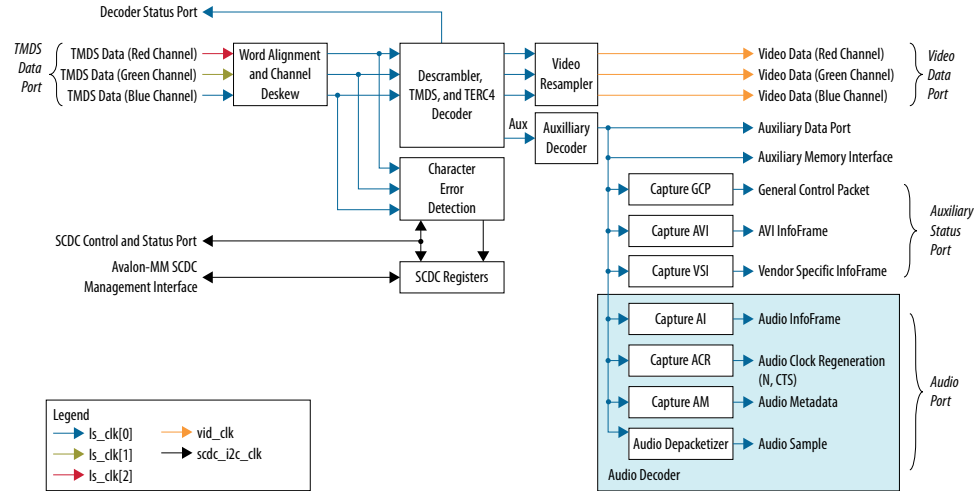 Decoder Status Port
TMDS
Data
Port
TMDS Data (Red Channel)
TMDS Data (Green Channel)
TMDS Data (Blue Channel)
Word Alignment
and Channel
Deskew
Descrambler,
TMDS, and TERC4
Decoder
Video
Resampler
Video Data (Red Channel)
Video Data (Green Channel)
Video Data (Blue Channel)
Video
Data
Port
Aux
Auxilliary
Decoder
Auxiliary Data Port
Auxiliary Memory Interface
Character
Error
Detection
Capture GCP
General Control Packet
Capture AVI
AVI InfoFrame
Capture VSI
Vendor Specific InfoFrame
Auxiliary
Status
Port
SCDC Control and Status Port
Avalon-MM SCDC
Management Interface
SCDC Registers
Capture AI
Audio InfoFrame
Capture ACR
Audio Clock Regeneration
(N, CTS)
Capture AM
Audio Metadata
Audio Depacketizer
Audio Sample
Audio Decoder
Audio
Port
Legend
ls_clk[0]
ls_clk[1]
ls_clk[2]
vid_clk
scdc_i2c_clk